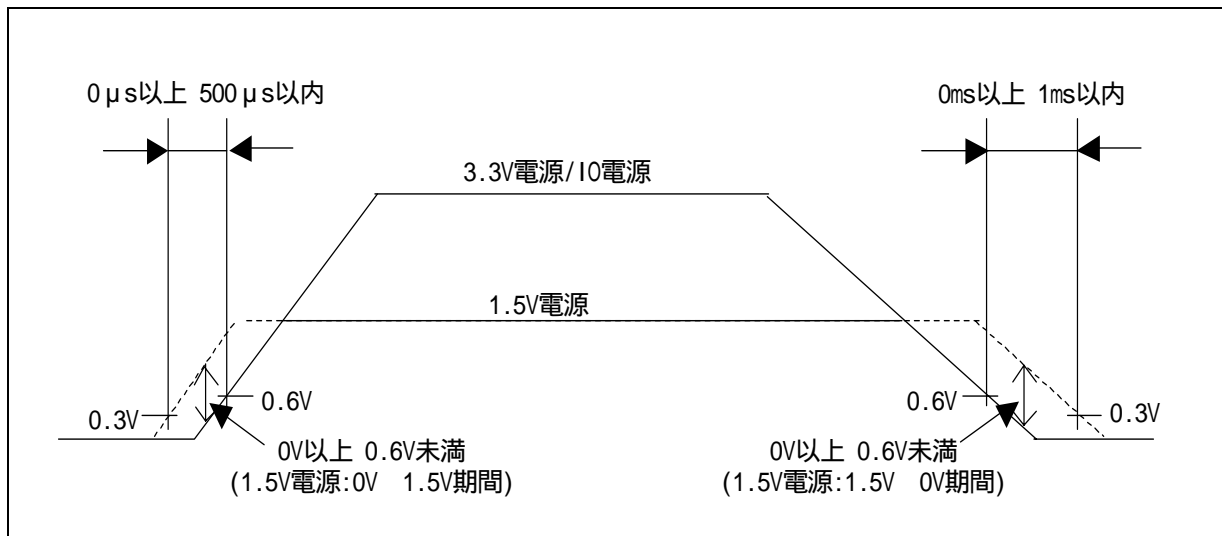 0μs以上 500μs以内
0ms以上 1ms以内
3.3V電源/IO電源
1.5V電源
0.3V
0.6V
0.6V
0.3V
0V以上 0.6V未満
(1.5V電源:0V 1.5V期間)
0V以上 0.6V未満
(1.5V電源:1.5V 0V期間)